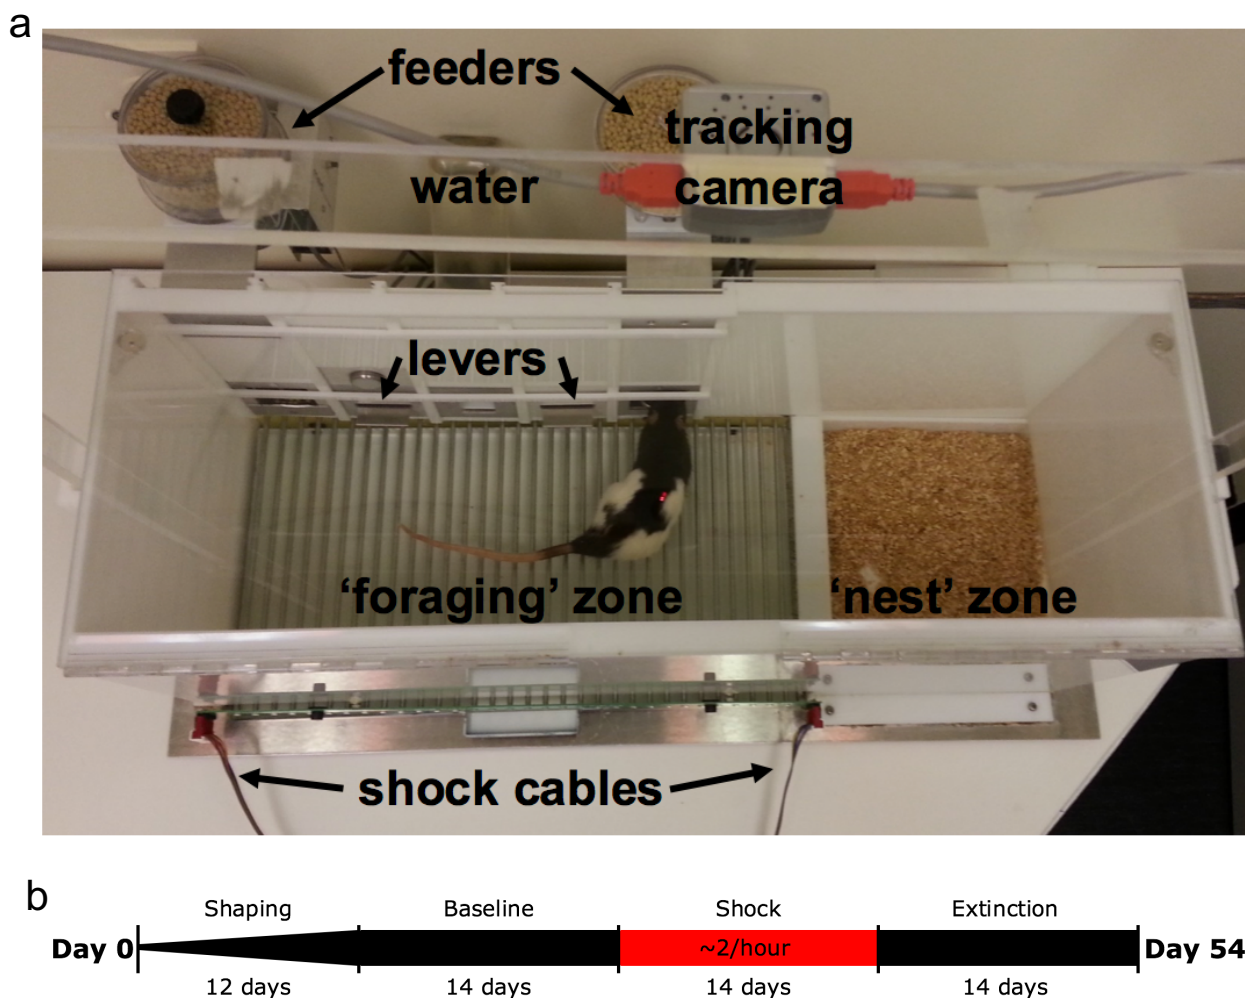 a
feeders
tracking
water
camera
levers
‘foraging’ zone
‘nest’ zone
shock cables
b
Shaping
Baseline
Shock
Extinction
Day 0
~2/hour
Day 54
12 days
14 days
14 days
14 days